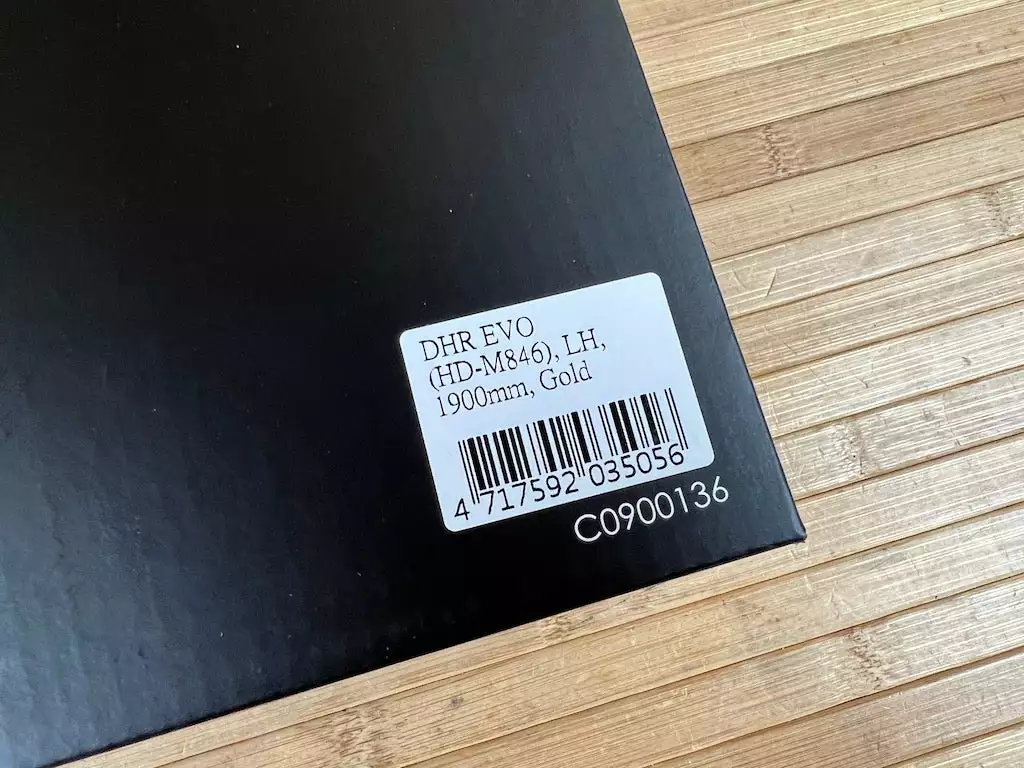 DHR EVO
(HD-M846), LH,
1900mm, Gold
4 717592 035056
C0900136